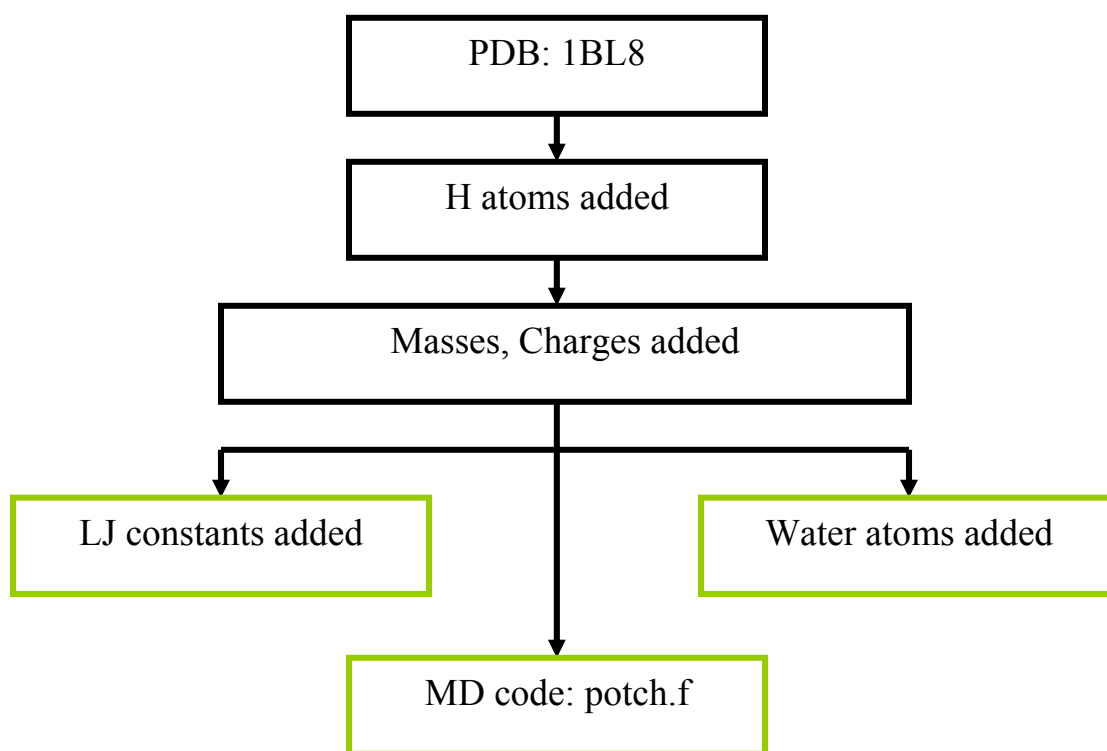 PDB: 1BL8
H atoms added
Masses, Charges added
LJ constants added
Water atoms added
MD code: potch.f